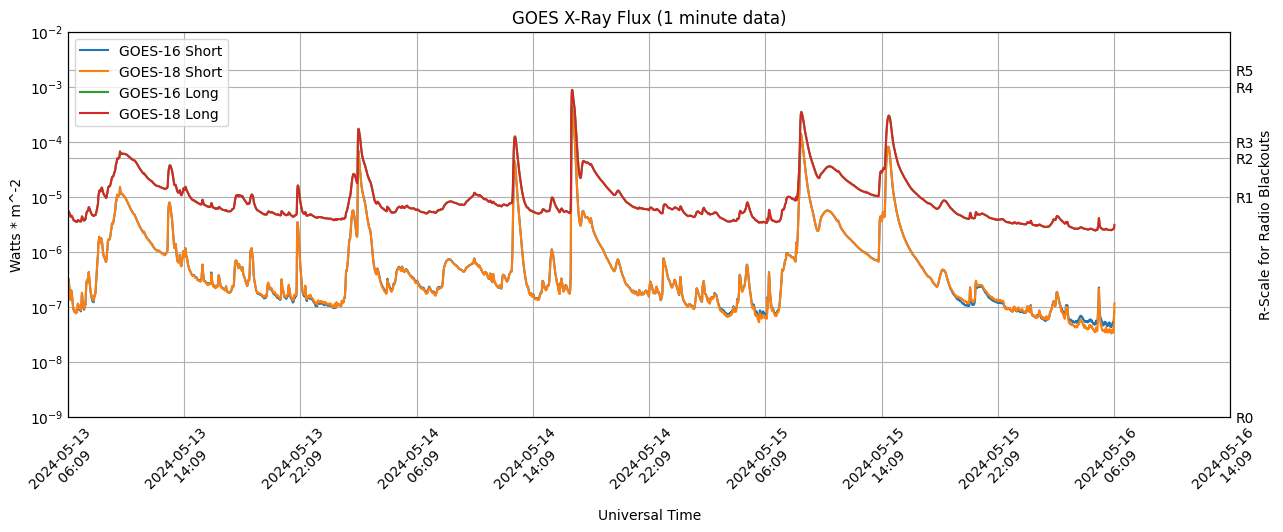 GOES X-Ray Flux (1 minute data)
GOES-16 Short
GOES-18 Short
GOES-16 Long
GOES-18 Long
10^-2
10^-3
10^-4
10^-5
10^-6
10^-7
10^-8
10^-9
Watts * m^-2
R5
R4
R3
R2
R1
R0
R-Scale for Radio Blackouts
2024-05-13
06:09
2024-05-13
14:09
2024-05-13
22:09
2024-05-14
06:09
2024-05-14
14:09
2024-05-14
22:09
2024-05-15
06:09
2024-05-15
14:09
2024-05-15
22:09
2024-05-16
06:09
2024-05-16
14:09
Universal Time